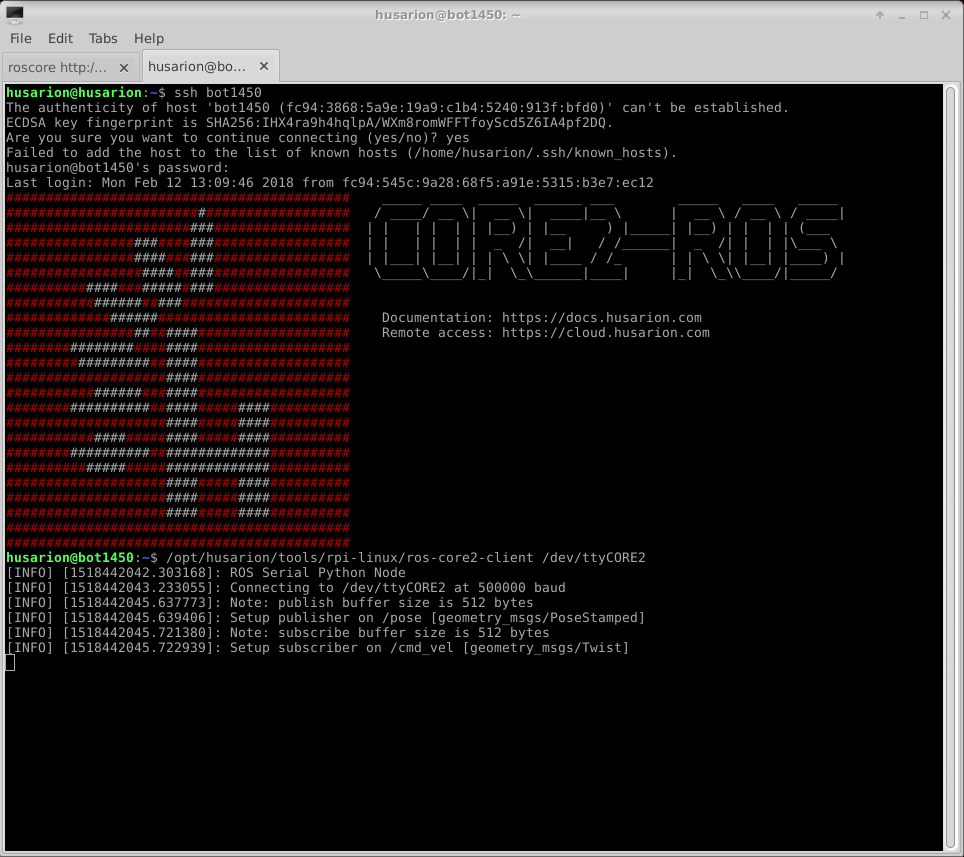 husarion@bot1450: ~
File Edit Tabs Help
roscore http:/... husarion@bo...
husarion@husarion:~$ ssh bot1450
The authenticity of host 'bot1450 (fc94:3868:5a9e:19a9:c1b4:5240:913f:bfd0)' can't be established.
ECDSA key fingerprint is SHA256:IHX4ra9h4hqlpA/WXm8romWFFTfoyScd5Z6IA4pf2DQ.
Are you sure you want to continue connecting (yes/no)? yes
Failed to add the host to the list of known hosts (/home/husarion/.ssh/known_hosts).
husarion@bot1450's password:
Last login: Mon Feb 12 13:09:46 2018 from fc94:545c:9a28:68f5:a91e:5315:b3e7:ec12
CORE2-ROS
Documentation: https://docs.husarion.com
Remote access: https://cloud.husarion.com
husarion@bot1450:~$ /opt/husarion/tools/rpi-linux/ros-core2-client /dev/ttyCORE2
[INFO] [1518442042.303168]: ROS Serial Python Node
[INFO] [1518442043.233055]: Connecting to /dev/ttyCORE2 at 500000 baud
[INFO] [1518442045.637773]: Note: publish buffer size is 512 bytes
[INFO] [1518442045.639406]: Setup publisher on /pose [geometry_msgs/PoseStamped]
[INFO] [1518442045.721380]: Note: subscribe buffer size is 512 bytes
[INFO] [1518442045.722939]: Setup subscriber on /cmd_vel [geometry_msgs/Twist]